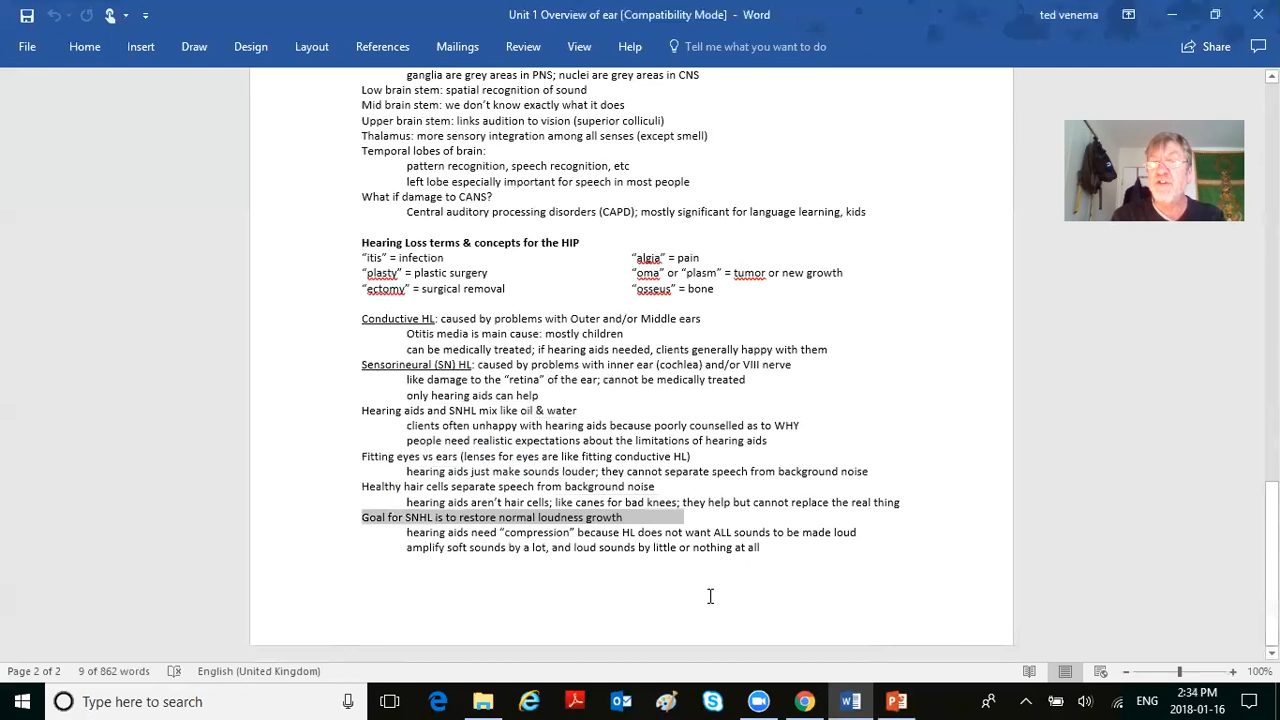 Unit 1 Overview of ear [Compatibility Mode] - Word
ted venema
File Home Insert Draw Design Layout References Mailings Review View Help Tell me what you want to do Share
ganglia are grey areas in PNS; nuclei are grey areas in CNS
Low brain stem: spatial recognition of sound
Mid brain stem: we don't know exactly what it does
Upper brain stem: links audition to vision (superior colliculi)
Thalamus: more sensory integration among all senses (except smell)
Temporal lobes of brain:
pattern recognition, speech recognition, etc
left lobe especially important for speech in most people
What if damage to CANS?
Central auditory processing disorders (CAPD); mostly significant for language learning, kids
Hearing Loss terms & concepts for the HIP
"itis" = infection "algia" = pain
"plasty" = plastic surgery "oma" or "plasm" = tumor or new growth
"ectomy" = surgical removal "osseus" = bone
Conductive HL: caused by problems with Outer and/or Middle ears
Otitis media is main cause: mostly children
can be medically treated; if hearing aids needed, clients generally happy with them
Sensorineural (SN) HL: caused by problems with inner ear (cochlea) and/or VIII nerve
like damage to the "retina" of the ear; cannot be medically treated
only hearing aids can help
Hearing aids and SNHL mix like oil & water
clients often unhappy with hearing aids because poorly counselled as to WHY
people need realistic expectations about the limitations of hearing aids
Fitting eyes vs ears (lenses for eyes are like fitting conductive HL)
hearing aids just make sounds louder; they cannot separate speech from background noise
Healthy hair cells separate speech from background noise
hearing aids aren't hair cells; like canes for bad knees; they help but cannot replace the real thing
Goal for SNHL is to restore normal loudness growth
hearing aids need "compression" because HL does not want ALL sounds to be made loud
amplify soft sounds by a lot, and loud sounds by little or nothing at all
Page 2 of 2 9 of 862 words English (United Kingdom) 100%
Type here to search ENG 2:34 PM
2018-01-16